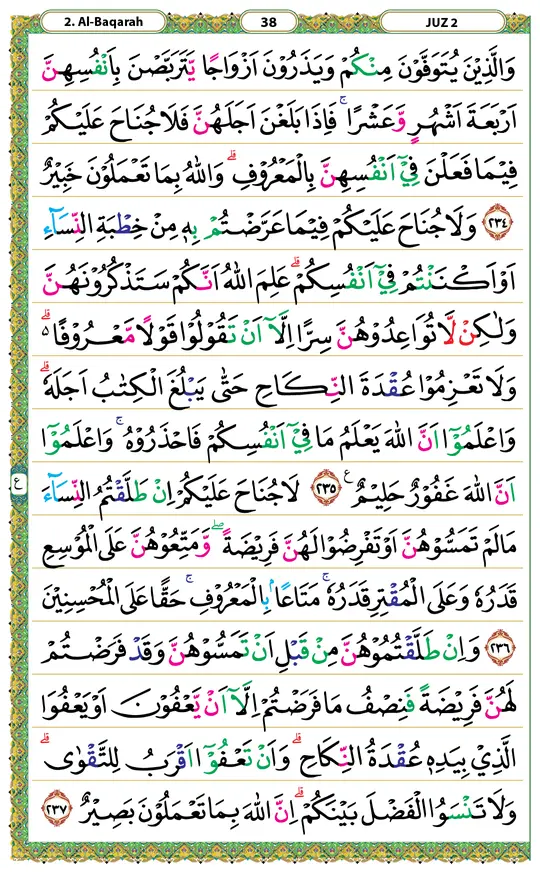 2. Al-Baqarah 38 JUZ 2
وَالَّذِيْنَ يُتَوَفَّوْنَ مِنْكُمْ وَيَذَرُوْنَ اَزْوَاجًا يَّتَرَبَّصْنَ بِاَنْفُسِهِنَّ
اَرْبَعَةَ اَشْهُرٍ وَّعَشْرًا ۚ فَاِذَا بَلَغْنَ اَجَلَهُنَّ فَلَا جُنَاحَ عَلَيْكُمْ
فِيْمَا فَعَلْنَ فِيْٓ اَنْفُسِهِنَّ بِالْمَعْرُوْفِ ۗ وَاللّٰهُ بِمَا تَعْمَلُوْنَ خَبِيْرٌ
٢٣٤ وَلَا جُنَاحَ عَلَيْكُمْ فِيْمَا عَرَّضْتُمْ بِهٖ مِنْ خِطْبَةِ النِّسَاۤءِ
اَوْ اَكْنَنْتُمْ فِيْٓ اَنْفُسِكُمْ ۗ عَلِمَ اللّٰهُ اَنَّكُمْ سَتَذْكُرُوْنَهُنَّ
وَلٰكِنْ لَّا تُوَاعِدُوْهُنَّ سِرًّا اِلَّآ اَنْ تَقُوْلُوْا قَوْلًا مَّعْرُوْفًا ۗ ٥
وَلَا تَعْزِمُوْا عُقْدَةَ النِّكَاحِ حَتّٰى يَبْلُغَ الْكِتٰبُ اَجَلَهٗ ۗ
وَاعْلَمُوْٓا اَنَّ اللّٰهَ يَعْلَمُ مَا فِيْٓ اَنْفُسِكُمْ فَاحْذَرُوْهُ ۚ وَاعْلَمُوْٓا
اَنَّ اللّٰهَ غَفُوْرٌ حَلِيْمٌ ࣖ ٢٣٥ لَا جُنَاحَ عَلَيْكُمْ اِنْ طَلَّقْتُمُ النِّسَاۤءَ
ع
مَا لَمْ تَمَسُّوْهُنَّ اَوْ تَفْرِضُوْا لَهُنَّ فَرِيْضَةً ۖ وَّمَتِّعُوْهُنَّ عَلَى الْمُوْسِعِ
قَدَرُهٗ وَعَلَى الْمُقْتِرِ قَدَرُهٗ ۚ مَتَاعًا ۢبِالْمَعْرُوْفِ ۚ حَقًّا عَلَى الْمُحْسِنِيْنَ
٢٣٦ وَاِنْ طَلَّقْتُمُوْهُنَّ مِنْ قَبْلِ اَنْ تَمَسُّوْهُنَّ وَقَدْ فَرَضْتُمْ
لَهُنَّ فَرِيْضَةً فَنِصْفُ مَا فَرَضْتُمْ اِلَّآ اَنْ يَّعْفُوْنَ اَوْ يَعْفُوَا
الَّذِيْ بِيَدِهٖ عُقْدَةُ النِّكَاحِ ۗ وَاَنْ تَعْفُوْٓا اَقْرَبُ لِلتَّقْوٰى ۗ
وَلَا تَنْسَوُا الْفَضْلَ بَيْنَكُمْ ۗ اِنَّ اللّٰهَ بِمَا تَعْمَلُوْنَ بَصِيْرٌ ٢٣٧